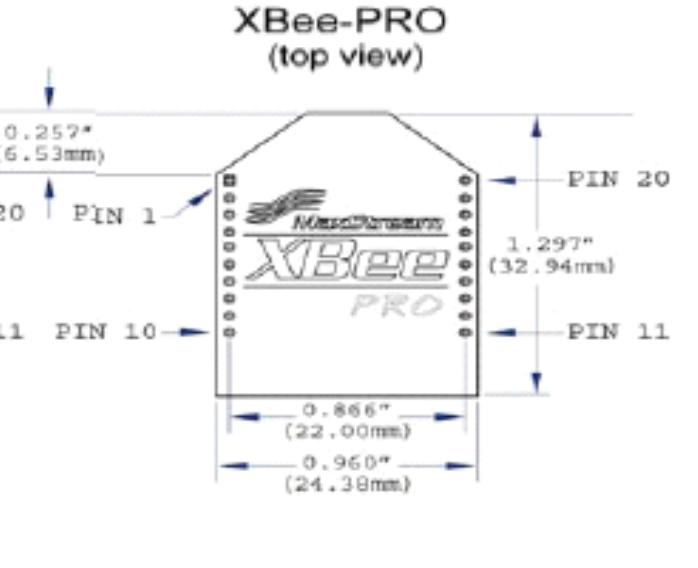 XBee-PRO
(top view)
0.257"
(6.53mm)
20
PIN 1
PIN 20
MaxStream
XBee
PRO
1.297"
(32.94mm)
11
PIN 10
PIN 11
0.866"
(22.00mm)
0.960"
(24.38mm)